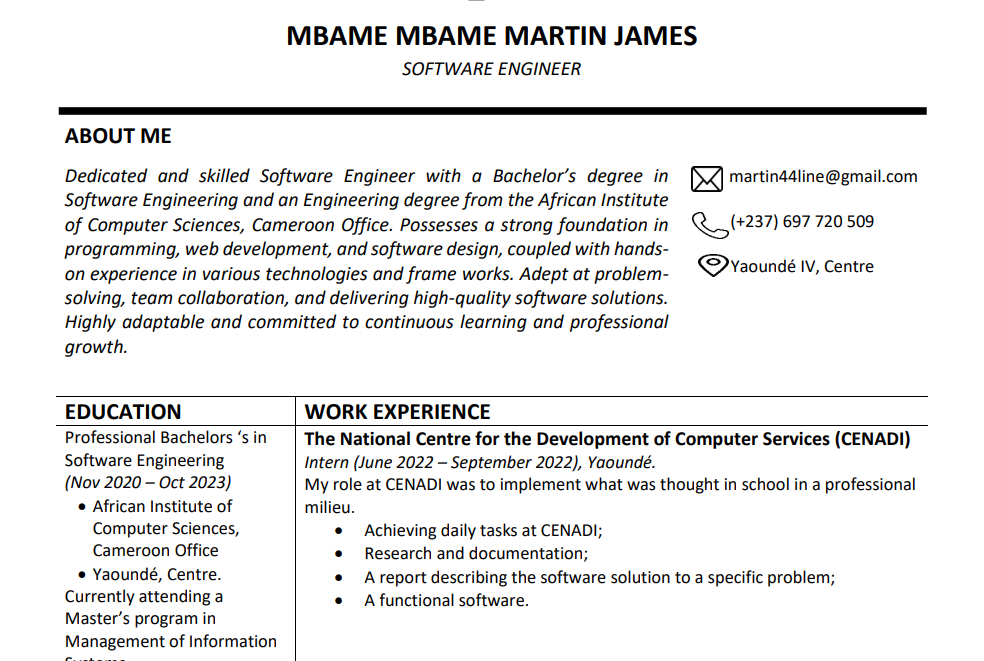 MBAME MBAME MARTIN JAMES
SOFTWARE ENGINEER
ABOUT ME
Dedicated and skilled Software Engineer with a Bachelor’s degree in
Software Engineering and an Engineering degree from the African Institute
of Computer Sciences, Cameroon Office. Possesses a strong foundation in
programming, web development, and software design, coupled with hands-
on experience in various technologies and frame works. Adept at problem-
solving, team collaboration, and delivering high-quality software solutions.
Highly adaptable and committed to continuous learning and professional
growth.
martin44line@gmail.com
(+237) 697 720 509
Yaoundé IV, Centre
EDUCATION
Professional Bachelors ‘s in
Software Engineering
(Nov 2020 – Oct 2023)
• African Institute of
Computer Sciences,
Cameroon Office
• Yaoundé, Centre.
Currently attending a
Master’s program in
Management of Information
WORK EXPERIENCE
The National Centre for the Development of Computer Services (CENADI)
Intern (June 2022 – September 2022), Yaoundé.
My role at CENADI was to implement what was thought in school in a professional
milieu.
• Achieving daily tasks at CENADI;
• Research and documentation;
• A report describing the software solution to a specific problem;
• A functional software.